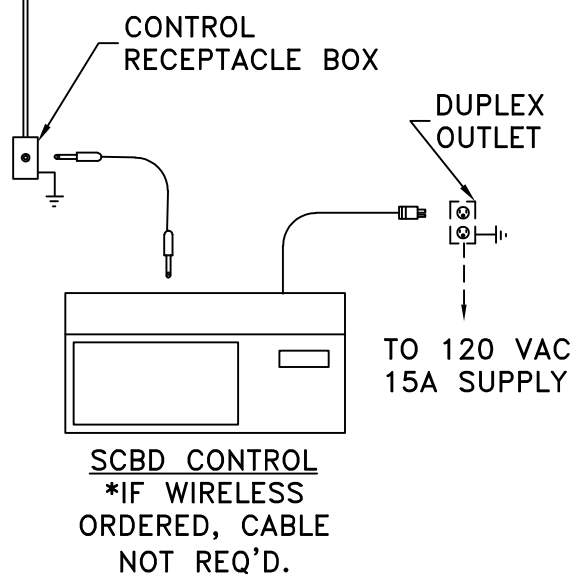 CONTROL
RECEPTACLE BOX
DUPLEX
OUTLET
TO 120 VAC
15A SUPPLY
SCBD CONTROL
*IF WIRELESS
ORDERED, CABLE
NOT REQ'D.